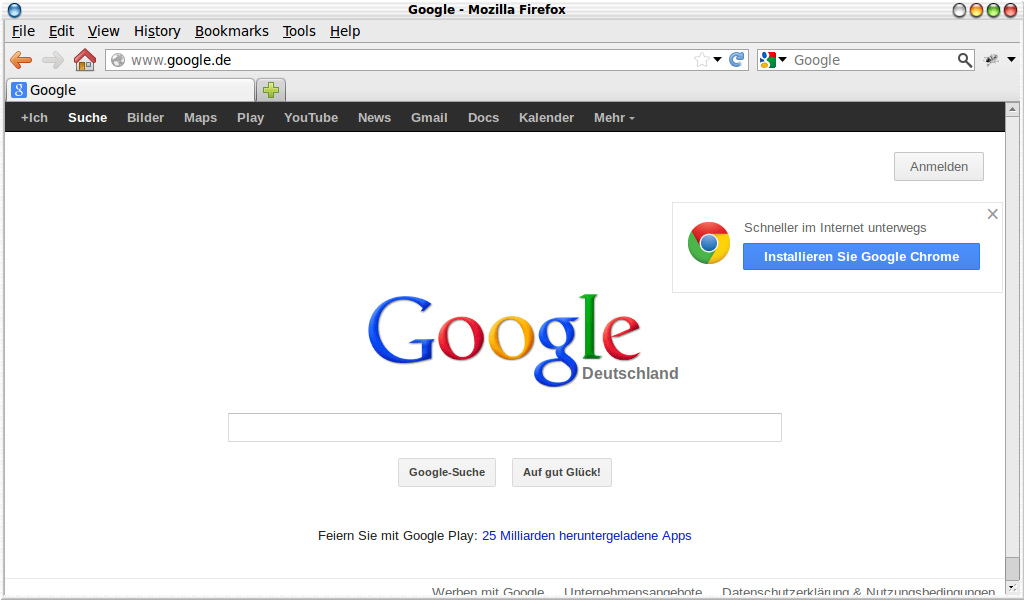 Google - Mozilla Firefox
File Edit View History Bookmarks Tools Help
www.google.de Google
Google
+Ich Suche Bilder Maps Play YouTube News Gmail Docs Kalender Mehr
Anmelden
Schneller im Internet unterwegs
Installieren Sie Google Chrome
Google
Deutschland
Google-Suche Auf gut Glück!
Feiern Sie mit Google Play: 25 Milliarden heruntergeladene Apps
Werben mit Google Unternehmensangebote Datenschutzerklärung & Nutzungsbedingungen